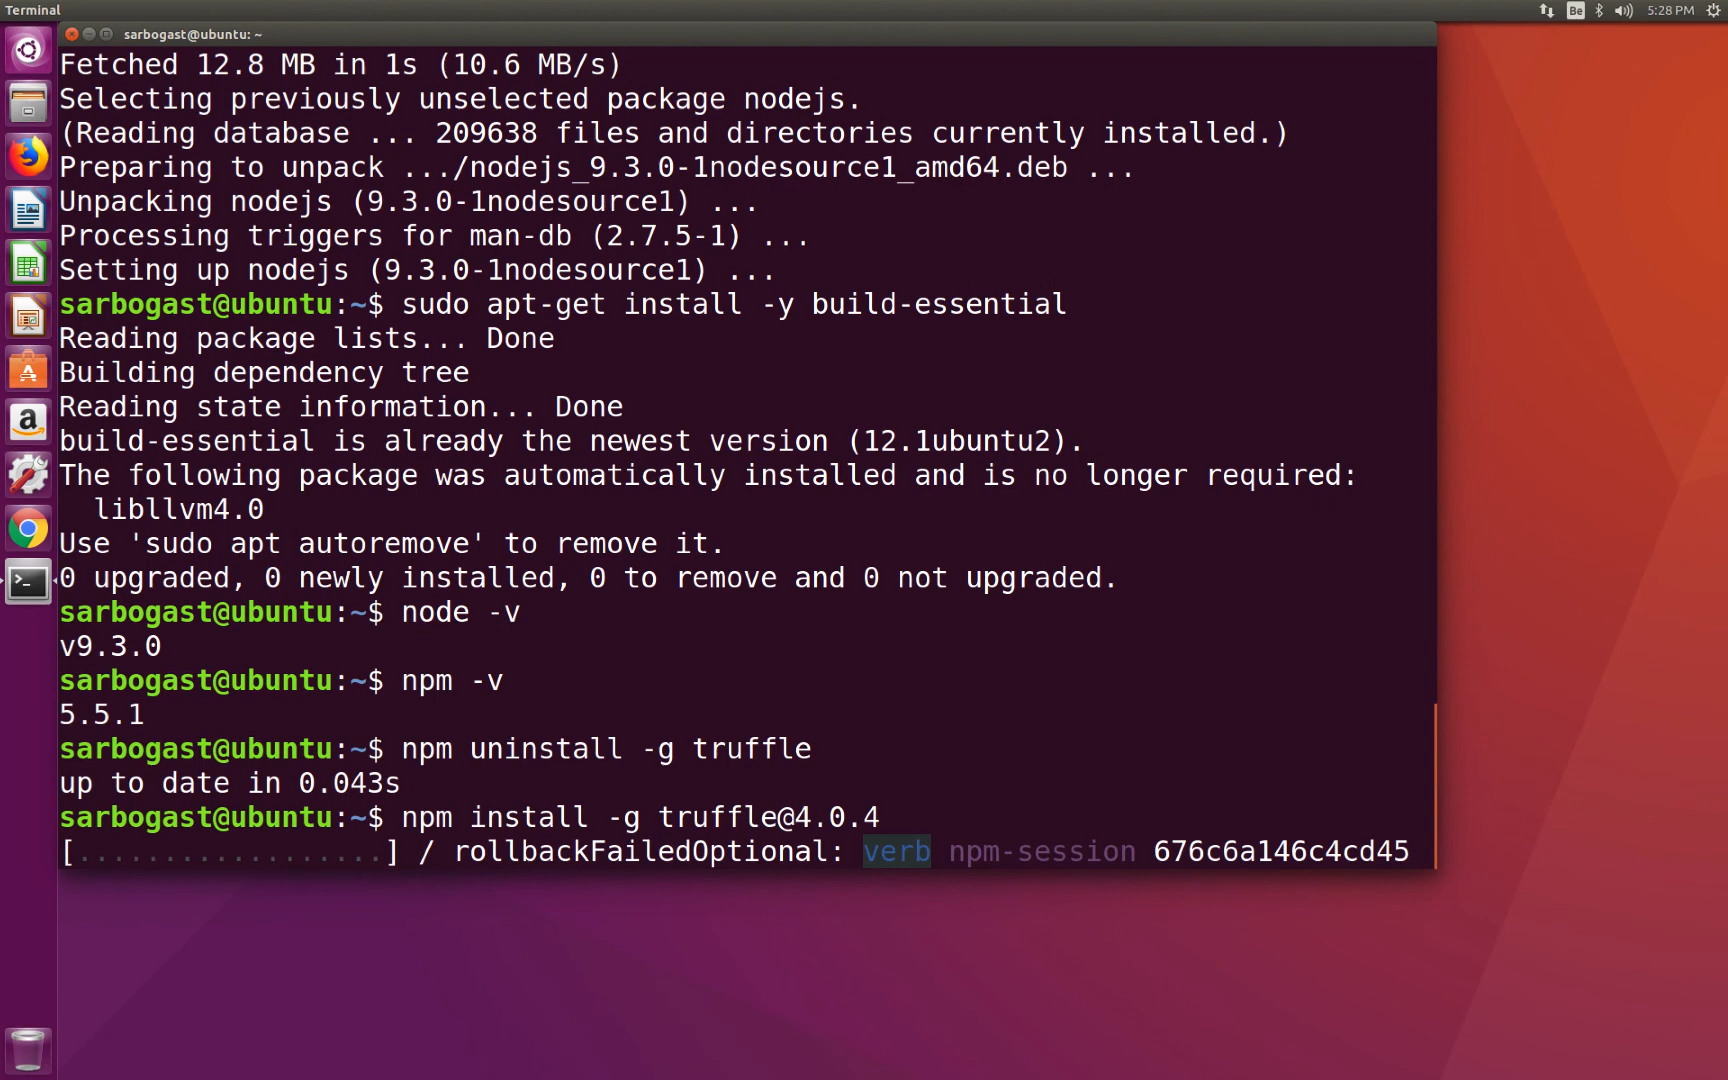 Terminal
Be
5:28 PM
sarbogast@ubuntu: ~
Fetched 12.8 MB in 1s (10.6 MB/s)
Selecting previously unselected package nodejs.
(Reading database ... 209638 files and directories currently installed.)
Preparing to unpack .../nodejs_9.3.0-1nodesource1_amd64.deb ...
Unpacking nodejs (9.3.0-1nodesource1) ...
Processing triggers for man-db (2.7.5-1) ...
Setting up nodejs (9.3.0-1nodesource1) ...
sarbogast@ubuntu:~$ sudo apt-get install -y build-essential
Reading package lists... Done
Building dependency tree
Reading state information... Done
build-essential is already the newest version (12.1ubuntu2).
The following package was automatically installed and is no longer required:
  libllvm4.0
Use 'sudo apt autoremove' to remove it.
0 upgraded, 0 newly installed, 0 to remove and 0 not upgraded.
sarbogast@ubuntu:~$ node -v
v9.3.0
sarbogast@ubuntu:~$ npm -v
5.5.1
sarbogast@ubuntu:~$ npm uninstall -g truffle
up to date in 0.043s
sarbogast@ubuntu:~$ npm install -g truffle@4.0.4
[..................] / rollbackFailedOptional: verb npm-session 676c6a146c4cd45